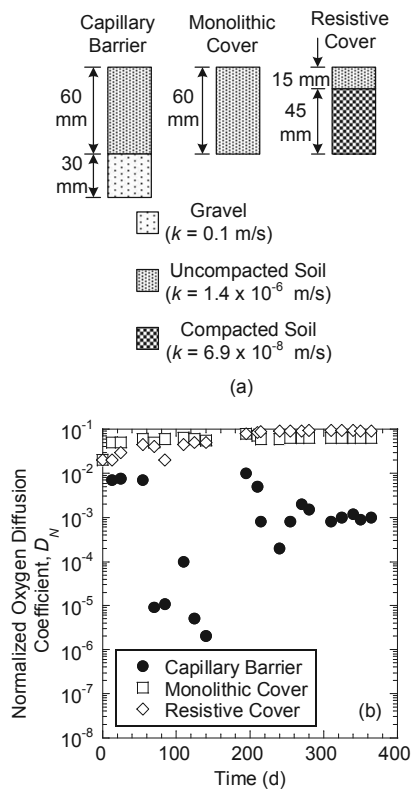 Capillary
Barrier
Monolithic
Cover
Resistive
Cover
60
mm
30
mm
60
mm
15 mm
45
mm
Gravel
(k = 0.1 m/s)
Uncompacted Soil
(k = 1.4 x 10⁻⁶ m/s)
Compacted Soil
(k = 6.9 x 10⁻⁸ m/s)
(a)
Normalized Oxygen Diffusion
Coefficient, D_N
10⁻¹
10⁻²
10⁻³
10⁻⁴
10⁻⁵
10⁻⁶
10⁻⁷
10⁻⁸
Capillary Barrier
Monolithic Cover
Resistive Cover
(b)
0 100 200 300 400
Time (d)